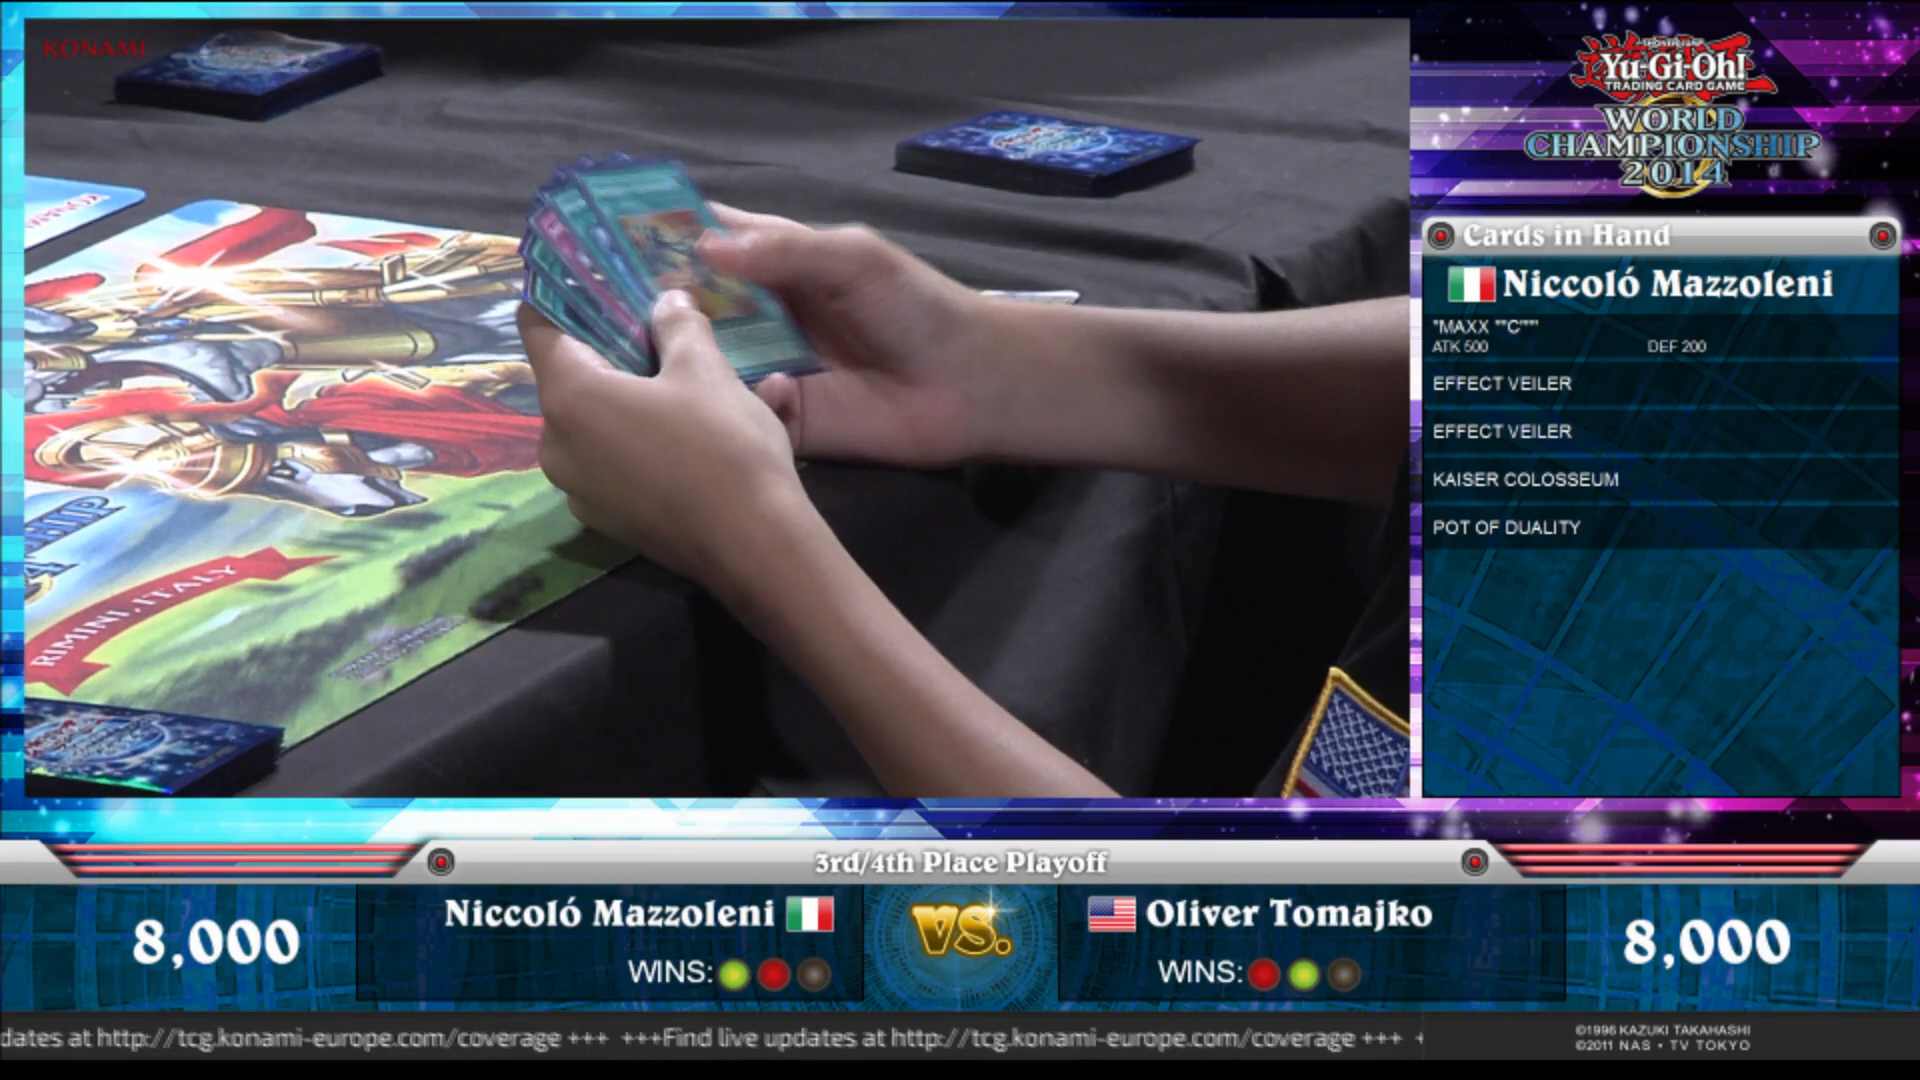 KONAMI
KONAMI
RIMINI, ITALY
Yu-Gi-Oh!
TRADING CARD GAME
WORLD
CHAMPIONSHIP
2014
Cards in Hand
Niccoló Mazzoleni
"MAXX ""C"""
ATK 500 DEF 200
EFFECT VEILER
EFFECT VEILER
KAISER COLOSSEUM
POT OF DUALITY
3rd/4th Place Playoff
8,000
Niccoló Mazzoleni
WINS:
VS.
Oliver Tomajko
WINS:
8,000
dates at http://tcg.konami-europe.com/coverage +++ +++Find live updates at http://tcg.konami-europe.com/coverage +++
©1996 KAZUKI TAKAHASHI
©2011 NAS • TV TOKYO